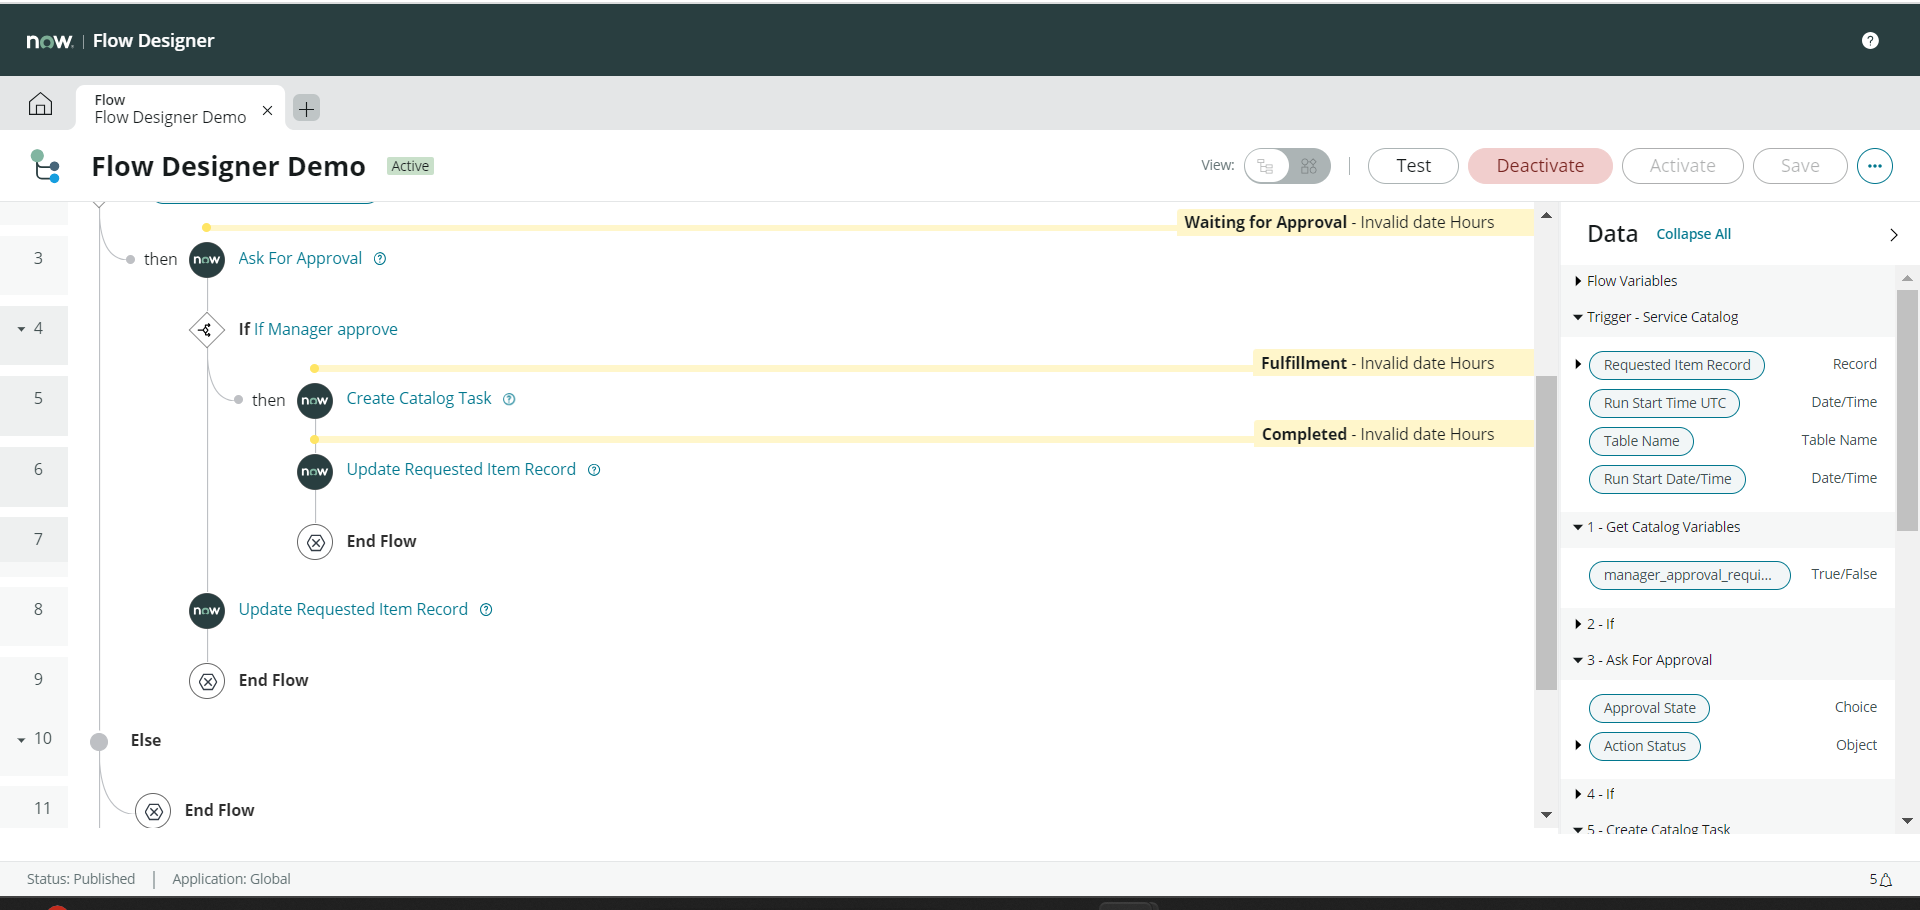 now. | Flow Designer
?
Flow
Flow Designer Demo
Flow Designer Demo Active
View: Test Deactivate Activate Save ...
Waiting for Approval - Invalid date Hours
3 then now Ask For Approval ?
4 If If Manager approve
Fulfillment - Invalid date Hours
5 then now Create Catalog Task ?
Completed - Invalid date Hours
6 now Update Requested Item Record ?
7 End Flow
8 now Update Requested Item Record ?
9 End Flow
10 Else
11 End Flow
Data Collapse All
Flow Variables
Trigger - Service Catalog
Requested Item Record Record
Run Start Time UTC Date/Time
Table Name Table Name
Run Start Date/Time Date/Time
1 - Get Catalog Variables
manager_approval_requi... True/False
2 - If
3 - Ask For Approval
Approval State Choice
Action Status Object
4 - If
5 - Create Catalog Task
Status: Published | Application: Global
5